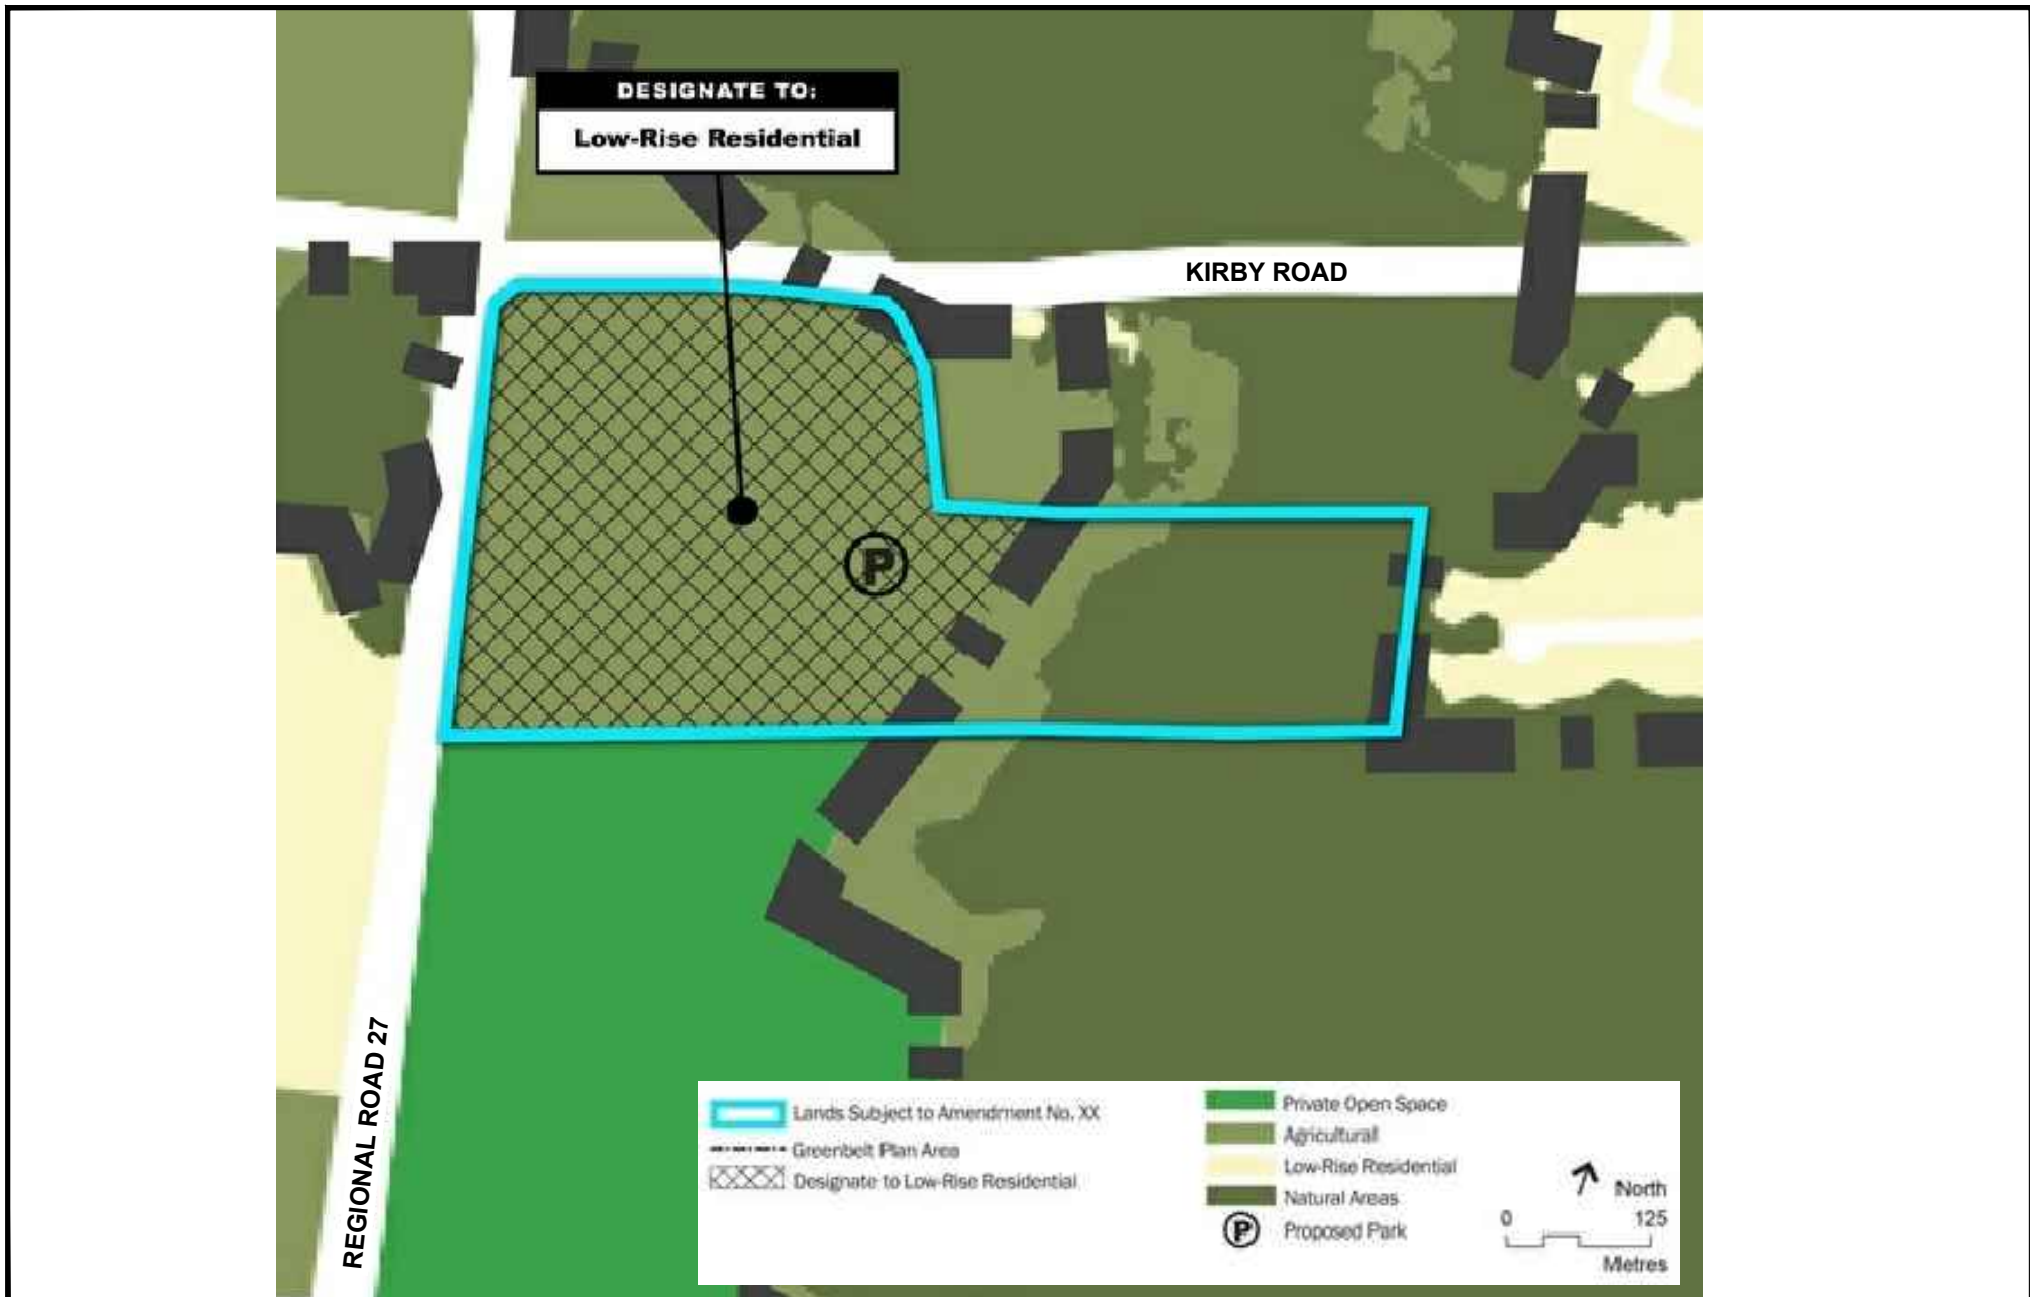 DESIGNATE TO:
Low-Rise Residential
KIRBY ROAD
P
REGIONAL ROAD 27
Lands Subject to Amendment No. XX
Greenbelt Plan Area
Designate to Low-Rise Residential
Private Open Space
Agricultural
Low-Rise Residential
Natural Areas
P Proposed Park
North
0 125
Metres